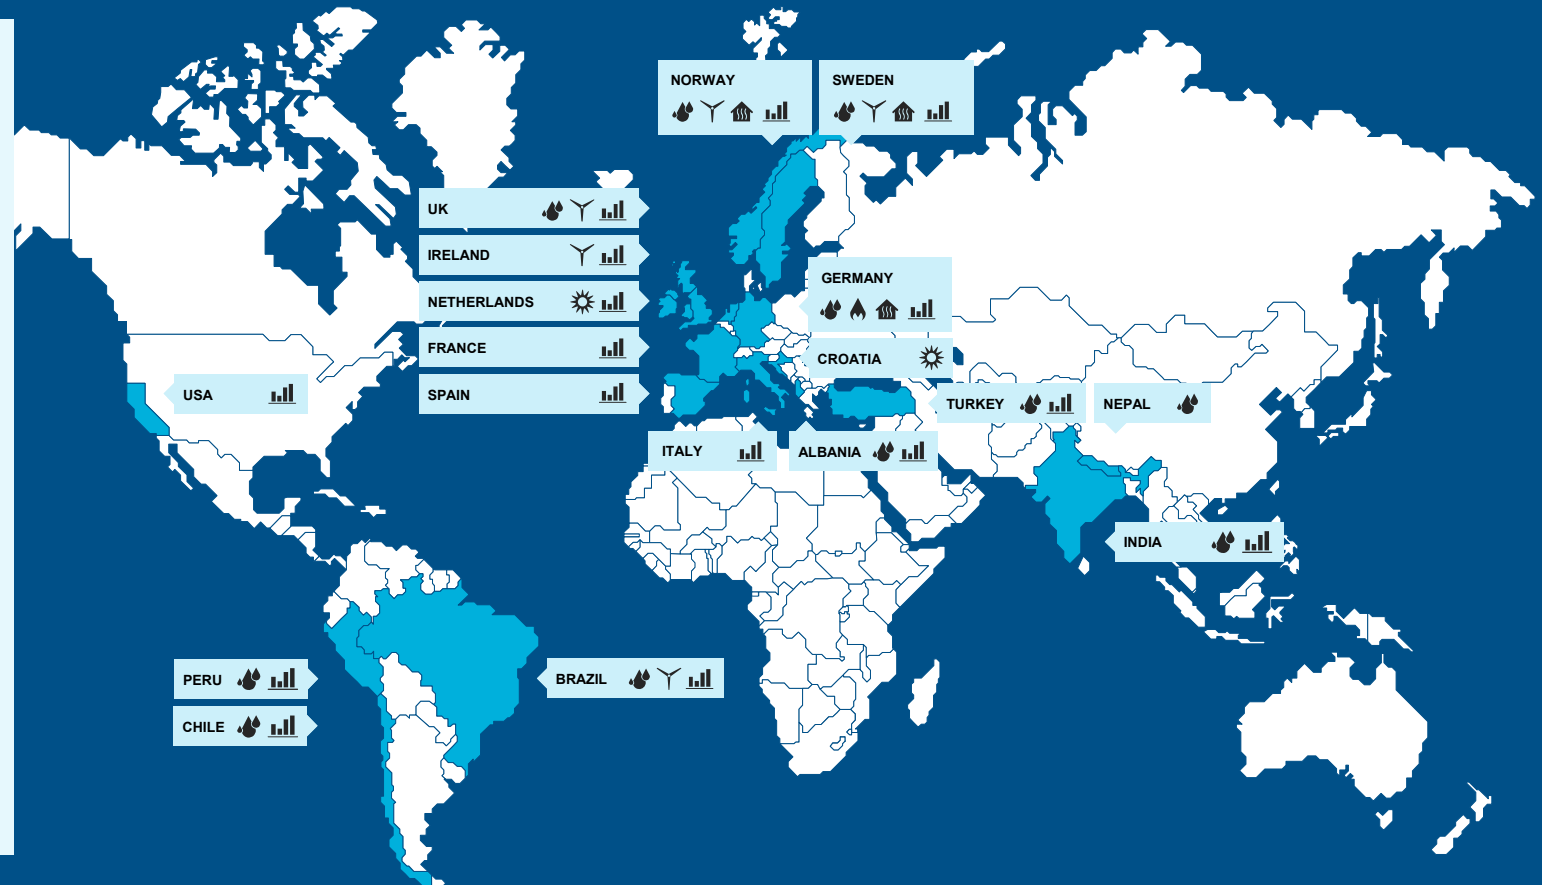 NORWAY
SWEDEN
UK
IRELAND
NETHERLANDS
FRANCE
SPAIN
GERMANY
CROATIA
USA
TURKEY
NEPAL
ITALY
ALBANIA
INDIA
PERU
BRAZIL
CHILE